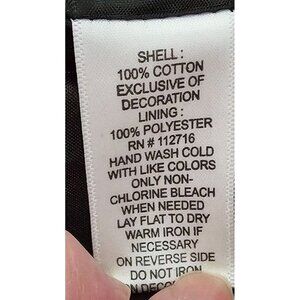 SHELL :
100% COTTON
EXCLUSIVE OF
DECORATION
LINING :
100% POLYESTER
RN # 112716
HAND WASH COLD
WITH LIKE COLORS
ONLY NON-
CHLORINE BLEACH
WHEN NEEDED
LAY FLAT TO DRY
WARM IRON IF
NECESSARY
ON REVERSE SIDE
DO NOT IRON